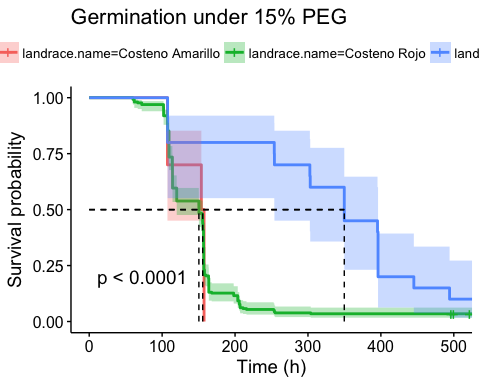 Germination under 15% PEG
landrace.name=Costeno Amarillo landrace.name=Costeno Rojo land
1.00
0.75
0.50
0.25
0.00
Survival probability
p < 0.0001
0 100 200 300 400 500
Time (h)